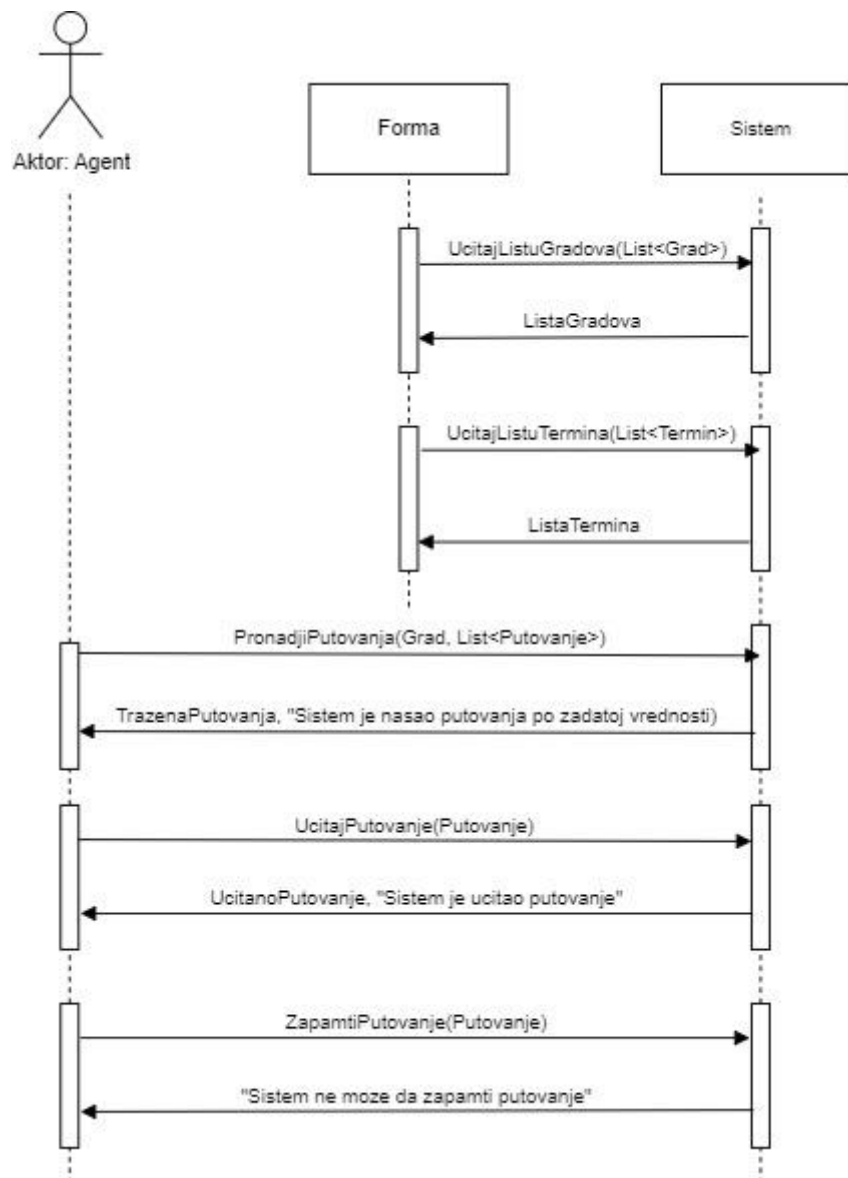 Aktor: Agent
Forma
Sistem
UcitajListuGradova(List<Grad>)
ListaGradova
UcitajListuTermina(List<Termin>)
ListaTermina
PronadjiPutovanja(Grad, List<Putovanje>)
TrazenaPutovanja, "Sistem je nasao putovanja po zadatoj vrednosti)
UcitajPutovanje(Putovanje)
UcitanoPutovanje, "Sistem je ucitao putovanje"
ZapamtiPutovanje(Putovanje)
"Sistem ne moze da zapamti putovanje"